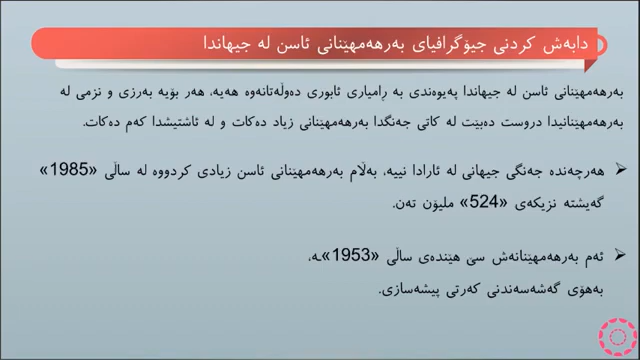 دابەش کردنی جیۆگرافیای بەرهەمهێنانی ئاسن لە جیهاندا
بەرهەمهێنانی ئاسن لە جیهاندا پەیوەندی بە ڕامیاری ئابوری دەوڵەتانەوە هەیە، هەر بۆیە بەرزی و نزمی لە
بەرهەمهێنانیدا دروست دەبێت لە کاتی جەنگدا بەرهەمهێنانی زیاد دەکات و لە ئاشتیشدا کەم دەکات.
➢ هەرچەندە جەنگی جیهانی لە ئارادا نییە، بەڵام بەرهەمهێنانی ئاسن زیادی کردووە لە ساڵی «1985»
گەیشتە نزیکەی «524» ملیۆن تەن.
➢ ئەم بەرهەمهێنانەش سێ هێندەی ساڵی «1953»ـە،
بەهۆی گەشەسەندنی کەرتی پیشەسازی.